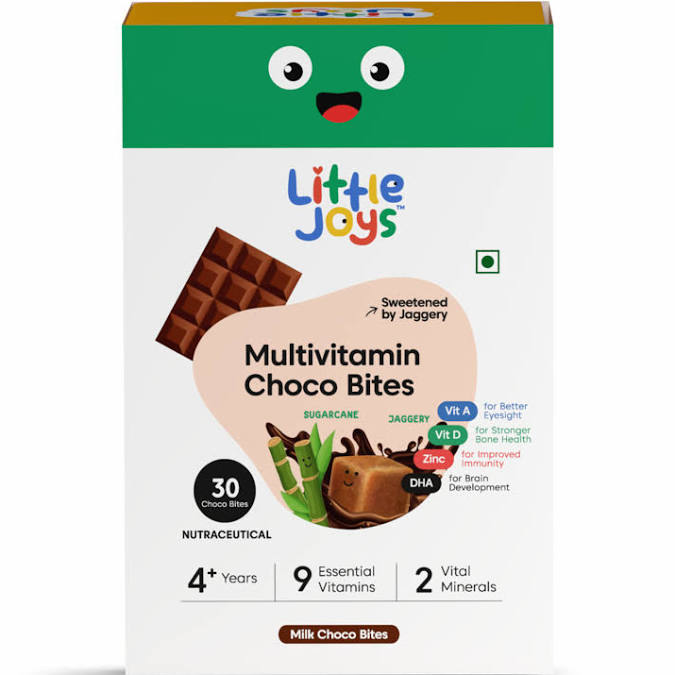 Little
Joys™
Sweetened
by Jaggery
Multivitamin
Choco Bites
SUGARCANE
JAGGERY
Vit A for Better
Eyesight
Vit D for Stronger
Bone Health
Zinc for Improved
Immunity
DHA for Brain
Development
30
Choco Bites
NUTRACEUTICAL
4+ Years
9 Essential
Vitamins
2 Vital
Minerals
Milk Choco Bites